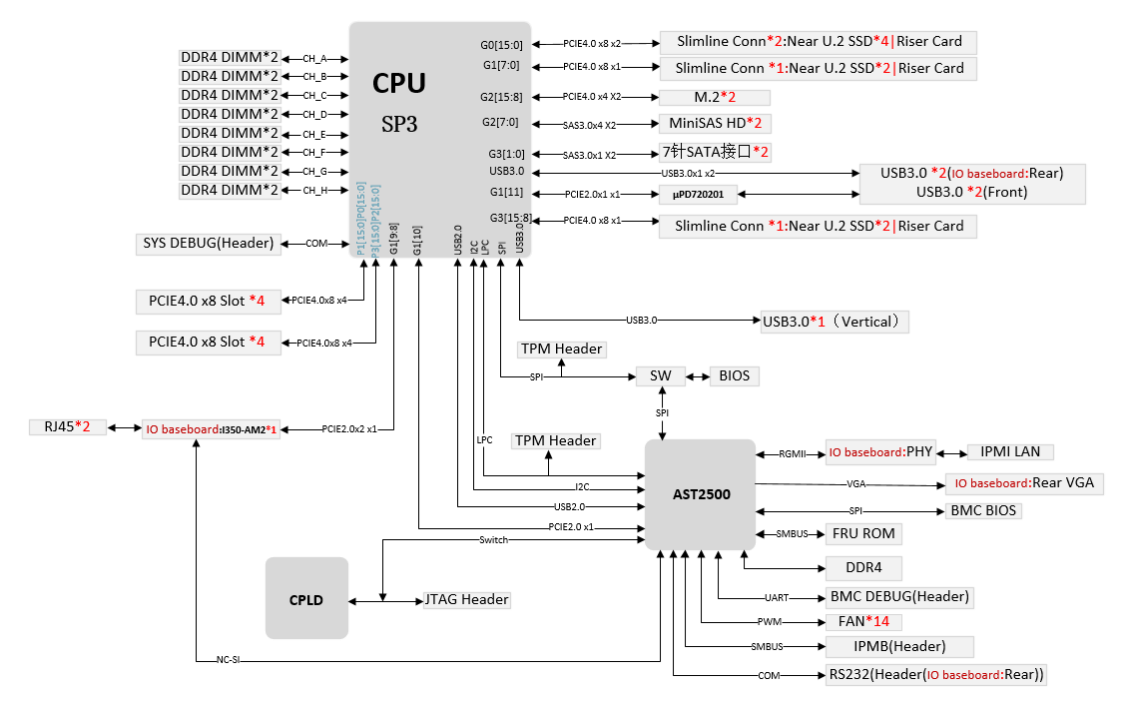 CPU
SP3
G0[15:0]
G1[7:0]
G2[15:8]
G2[7:0]
G3[1:0]
USB3.0
G1[11]
G3[15:8]
DDR4 DIMM*2
CH_A
DDR4 DIMM*2
CH_B
DDR4 DIMM*2
CH_C
DDR4 DIMM*2
CH_D
DDR4 DIMM*2
CH_E
DDR4 DIMM*2
CH_F
DDR4 DIMM*2
CH_G
DDR4 DIMM*2
CH_H
PCIE4.0 x8 x2
Slimline Conn*2:Near U.2 SSD*4|Riser Card
PCIE4.0 x8 x1
Slimline Conn *1:Near U.2 SSD*2|Riser Card
PCIE4.0 x4 X2
M.2*2
SAS3.0x4 X2
MiniSAS HD*2
SAS3.0x1 X2
7针SATA接口*2
USB3.0x1 x2
USB3.0 *2(IO baseboard:Rear)
USB3.0 *2(Front)
PCIE2.0x1 x1
μPD720201
PCIE4.0 x8 x1
Slimline Conn *1:Near U.2 SSD*2|Riser Card
SYS DEBUG(Header)
COM
P1[15:0]P0[15:0]
P3[15:0]P2[15:0]
G1[9:8]
G1[10]
USB2.0
I2C
LPC
SPI
USB3.0
PCIE4.0 x8 Slot *4
PCIE4.0x8 x4
PCIE4.0 x8 Slot *4
PCIE4.0x8 x4
USB3.0
USB3.0*1（Vertical）
TPM Header
SPI
SW
BIOS
SPI
RJ45*2
IO baseboard:I350-AM2*1
PCIE2.0x2 x1
LPC
TPM Header
I2C
USB2.0
PCIE2.0 x1
Switch
AST2500
RGMII
IO baseboard:PHY
IPMI LAN
VGA
IO baseboard:Rear VGA
SPI
BMC BIOS
SMBUS
FRU ROM
DDR4
UART
BMC DEBUG(Header)
PWM
FAN*14
SMBUS
IPMB(Header)
COM
RS232(Header(IO baseboard:Rear))
CPLD
JTAG Header
NC-SI